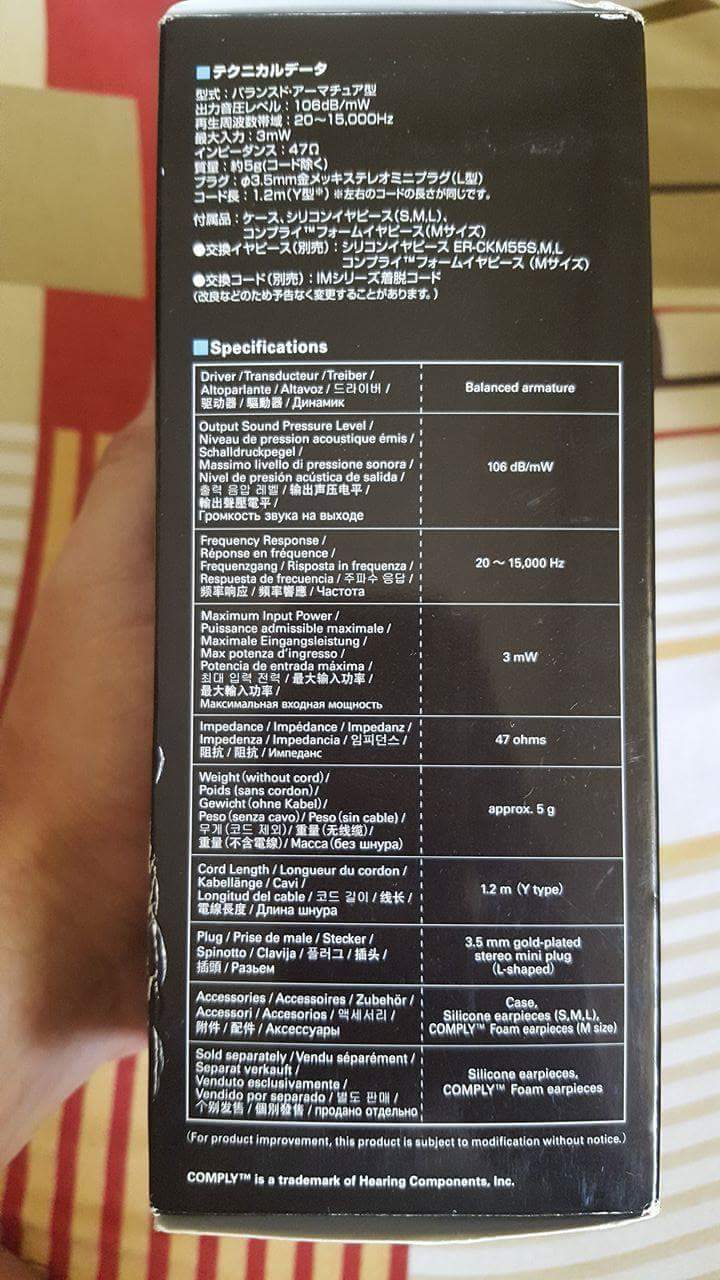 ■テクニカルデータ
型式：バランスド・アーマチュア型
出力音圧レベル：106dB/mW
再生周波数帯域：20～15,000Hz
最大入力：3mW
インピーダンス：47Ω
質量：約5g(コード除く)
プラグ：φ3.5mm金メッキステレオミニプラグ(L型)
コード長：1.2m(Y型※) ※左右のコードの長さが同じです。
付属品：ケース、シリコンイヤピース(S,M,L)、
コンプライ™フォームイヤピース(Mサイズ)
●交換イヤピース(別売)：シリコンイヤピース ER-CKM55S,M,L
コンプライ™フォームイヤピース (Mサイズ)
●交換コード(別売)：IMシリーズ着脱コード
(改良などのため予告なく変更することがあります。)
■Specifications
Driver /Transducteur /Treiber /
Altoparlante / Altavoz / 드라이버 /
驱动器 / 驅動器 / Динамик
Balanced armature
Output Sound Pressure Level /
Niveau de pression acoustique émis /
Schalldruckpegel /
Massimo livello di pressione sonora /
Nivel de presión acústica de salida /
출력 음압 레벨 / 输出声压电平 /
輸出聲壓電平 /
Громкость звука на выходе
106 dB/mW
Frequency Response /
Réponse en fréquence /
Frequenzgang / Risposta in frequenza /
Respuesta de frecuencia / 주파수 응답 /
频率响应 / 頻率響應 / Частота
20 ～ 15,000 Hz
Maximum Input Power /
Puissance admissible maximale /
Maximale Eingangsleistung /
Max potenza d'ingresso /
Potencia de entrada máxima /
최대 입력 전력 / 最大输入功率 /
最大輸入功率 /
Максимальная входная мощность
3 mW
Impedance / Impédance / Impedanz /
Impedenza / Impedancia / 임피던스 /
阻抗 / 阻抗 / Импеданс
47 ohms
Weight (without cord) /
Poids (sans cordon) /
Gewicht (ohne Kabel) /
Peso (senza cavo) / Peso (sin cable) /
무게 (코드 제외) / 重量 (无线缆) /
重量 (不含電線) / Масса (без шнура)
approx. 5 g
Cord Length / Longueur du cordon /
Kabellänge / Cavi /
Longitud del cable / 코드 길이 / 线长 /
電線長度 / Длина шнура
1.2 m (Y type)
Plug / Prise de male / Stecker /
Spinotto / Clavija / 플러그 / 插头 /
插頭 / Разъем
3.5 mm gold-plated
stereo mini plug
(L-shaped)
Accessories / Accessoires / Zubehör /
Accessori / Accesorios / 액세서리 /
附件 / 配件 / Аксессуары
Case,
Silicone earpieces (S,M,L),
COMPLY™ Foam earpieces (M size)
Sold separately / Vendu séparément /
Separat verkauft /
Venduto esclusivamente /
Vendido por separado / 별도 판매 /
个别发售 / 個別發售 / продано отдельно
Silicone earpieces,
COMPLY™ Foam earpieces
(For product improvement, this product is subject to modification without notice.)
COMPLY™ is a trademark of Hearing Components, Inc.